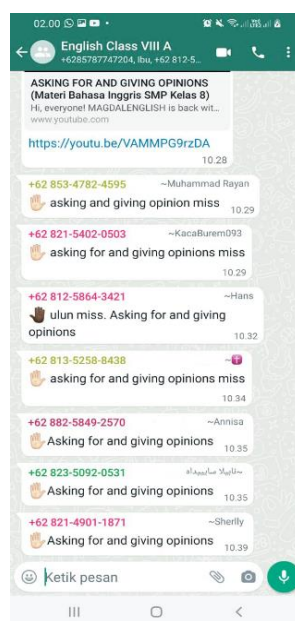 02.00
English Class VIII A
+6285787747204, Ibu, +62 812-5...
ASKING FOR AND GIVING OPINIONS
(Materi Bahasa Inggris SMP Kelas 8)
Hi, everyone! MAGDALENGLISH is back wit...
www.youtube.com
https://youtu.be/VAMMPG9rzDA
10.28
+62 853-4782-4595 ~Muhammad Rayan
🖐🏻 asking and giving opinion miss 10.29
+62 821-5402-0503 ~KacaBurem093
🖐🏻 asking for and giving opinions miss
10.29
+62 812-5864-3421 ~Hans
🖐🏿 ulun miss. Asking for and giving
opinions 10.32
+62 813-5258-8438 ~✝️
🖐🏻 asking for and giving opinions miss
10.34
+62 882-5849-2570 ~Annisa
🖐🏻Asking for and giving opinions 10.35
+62 823-5092-0531
🖐🏻Asking for and giving opinions 10.35
+62 821-4901-1871 ~Sherlly
🖐🏻Asking for and giving opinions 10.39
Ketik pesan